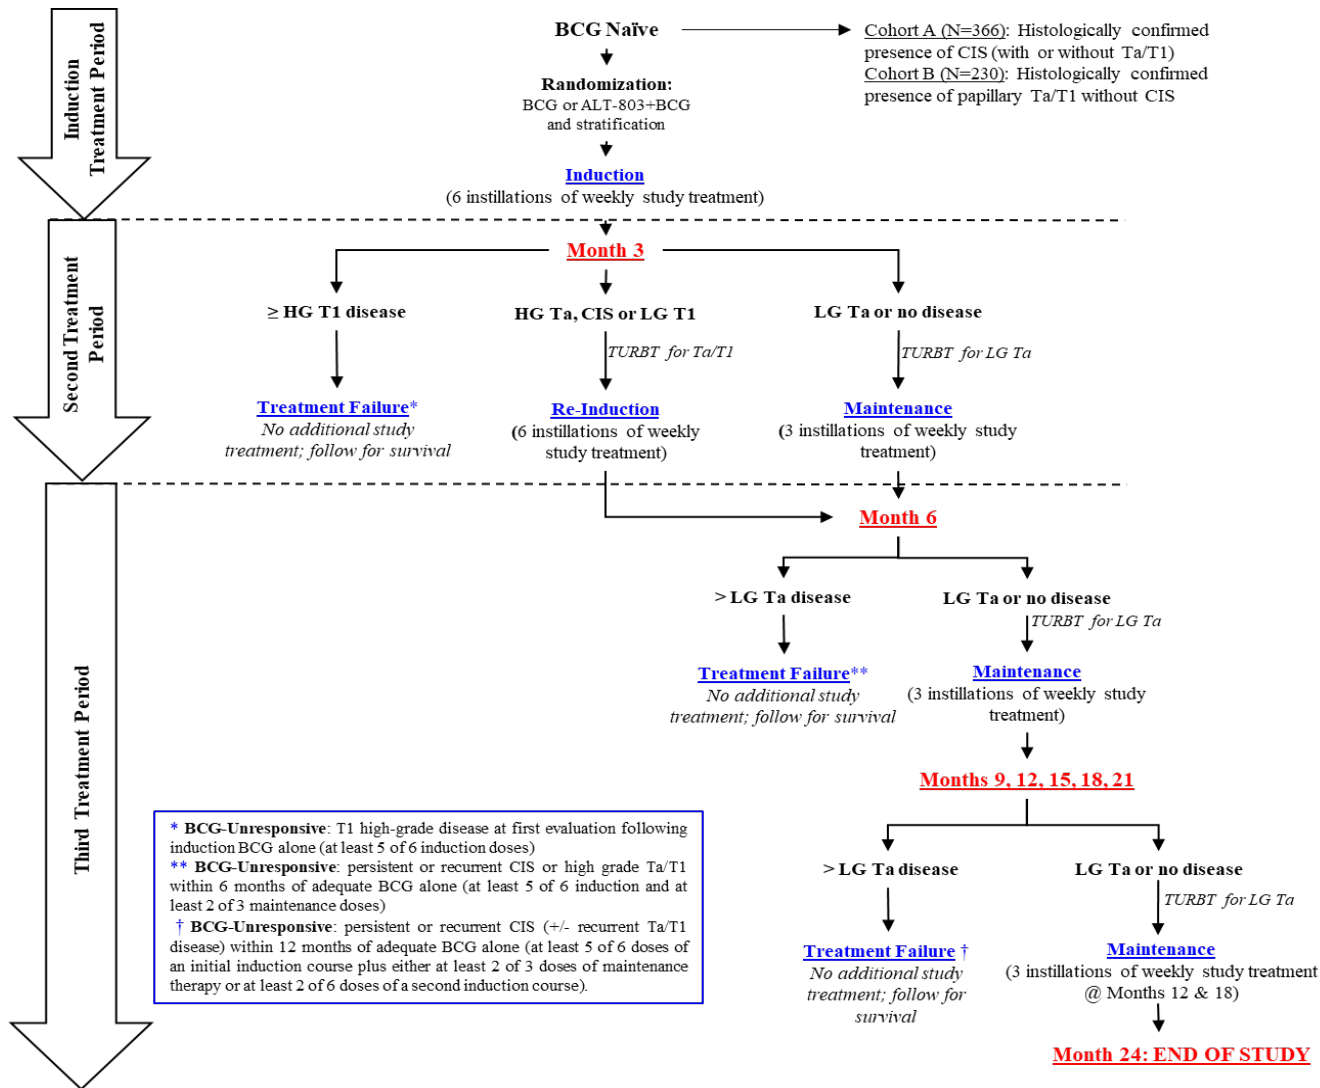 Induction
Treatment Period
BCG Naïve
Cohort A (N=366): Histologically confirmed
presence of CIS (with or without Ta/T1)
Cohort B (N=230): Histologically confirmed
presence of papillary Ta/T1 without CIS
Randomization:
BCG or ALT-803+BCG
and stratification
Induction
(6 instillations of weekly study treatment)
Second Treatment
Period
Month 3
≥ HG T1 disease
HG Ta, CIS or LG T1
LG Ta or no disease
TURBT for Ta/T1
TURBT for LG Ta
Treatment Failure*
No additional study
treatment; follow for survival
Re-Induction
(6 instillations of weekly
study treatment)
Maintenance
(3 instillations of weekly study
treatment)
Third Treatment Period
Month 6
> LG Ta disease
LG Ta or no disease
TURBT for LG Ta
Treatment Failure**
No additional study
treatment; follow for survival
Maintenance
(3 instillations of weekly study
treatment)
Months 9, 12, 15, 18, 21
> LG Ta disease
LG Ta or no disease
TURBT for LG Ta
Treatment Failure †
No additional study
treatment; follow for
survival
Maintenance
(3 instillations of weekly study treatment
@ Months 12 & 18)
Month 24: END OF STUDY
* BCG-Unresponsive: T1 high-grade disease at first evaluation following
induction BCG alone (at least 5 of 6 induction doses)
** BCG-Unresponsive: persistent or recurrent CIS or high grade Ta/T1
within 6 months of adequate BCG alone (at least 5 of 6 induction and at
least 2 of 3 maintenance doses)
† BCG-Unresponsive: persistent or recurrent CIS (+/- recurrent Ta/T1
disease) within 12 months of adequate BCG alone (at least 5 of 6 doses of
an initial induction course plus either at least 2 of 3 doses of maintenance
therapy or at least 2 of 6 doses of a second induction course).